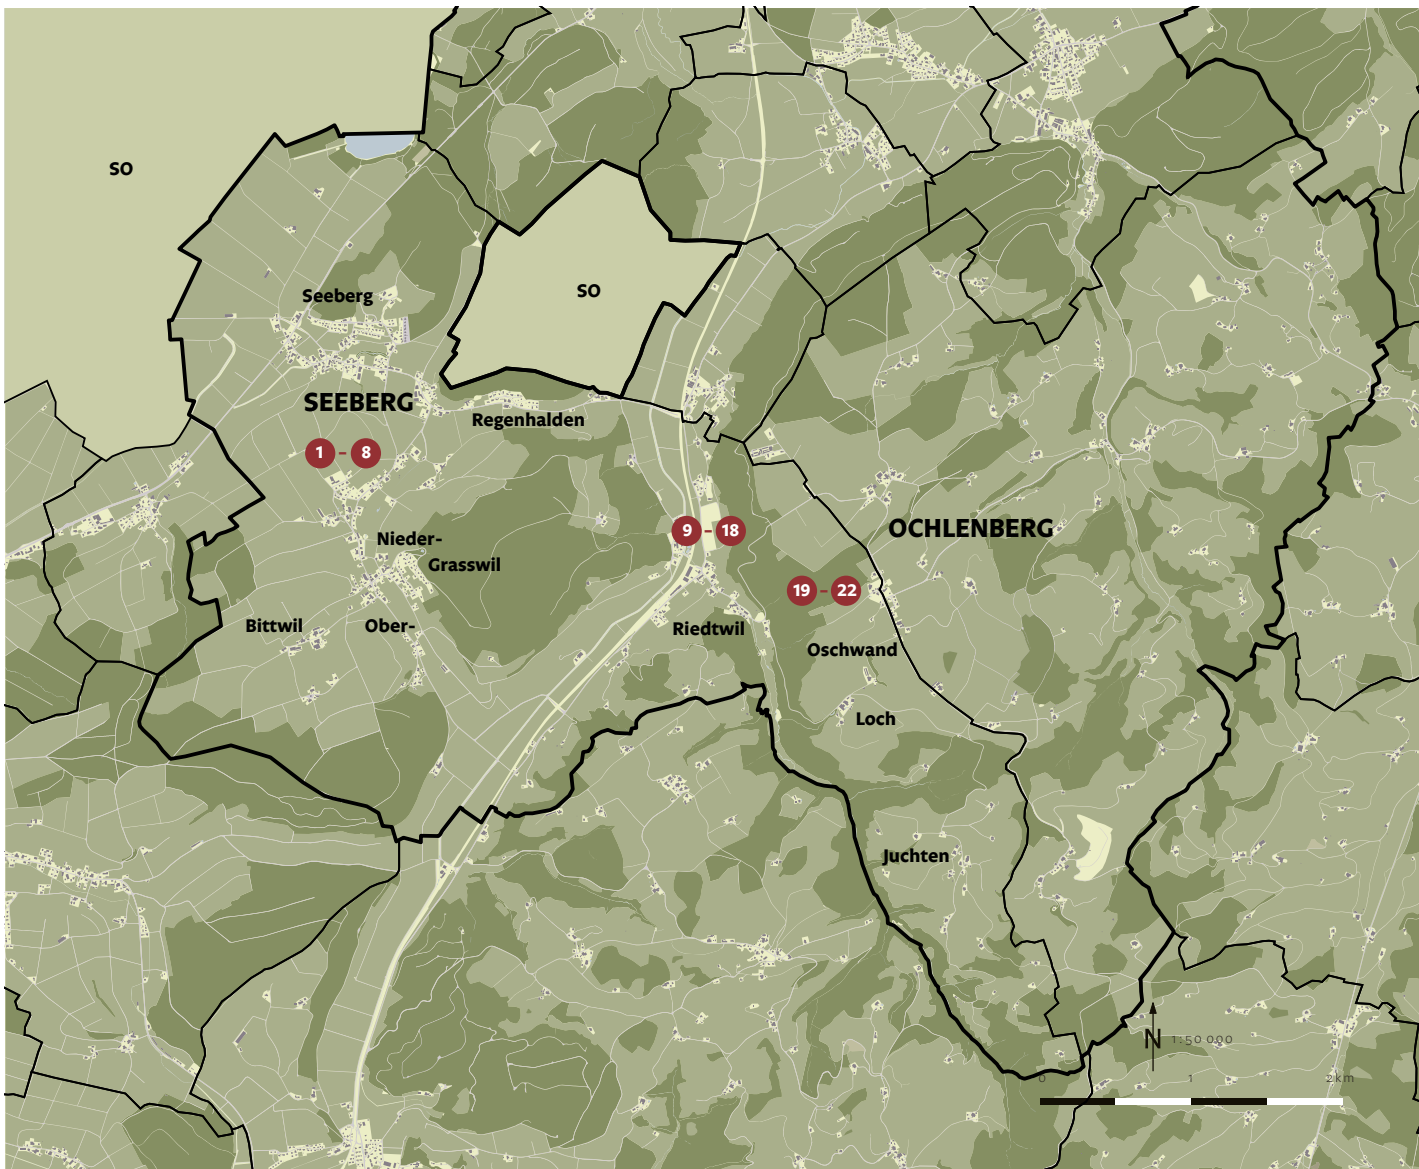 SO
SO
Seeberg
SEEBERG
Regenhalden
1 – 8
9 – 18
OCHLENBERG
Nieder-
Grasswil
19 – 22
Bittwil
Ober-
Riedtwil
Oschwand
Loch
Juchten
N 1:50 000
0 1 2 km